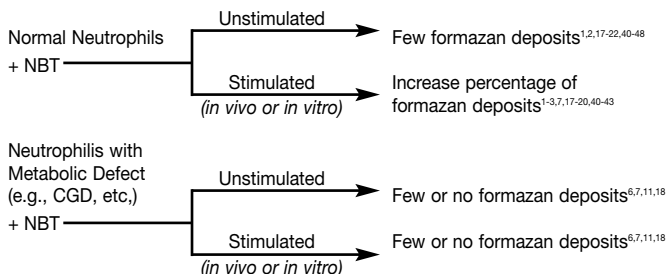 Unstimulated
Few formazan deposits1,2,17-22,40-48
Normal Neutrophils
+ NBT
Stimulated
(in vivo or in vitro)
Increase percentage of
formazan deposits1-3,7,17-20,40-43
Neutrophilis with
Metabolic Defect
(e.g., CGD, etc,)
+ NBT
Unstimulated
Few or no formazan deposits6,7,11,18
Stimulated
(in vivo or in vitro)
Few or no formazan deposits6,7,11,18